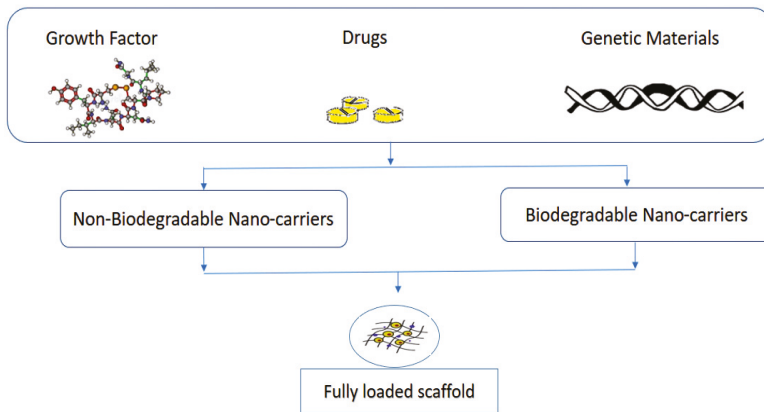 Growth Factor
Drugs
Genetic Materials
Non-Biodegradable Nano-carriers
Biodegradable Nano-carriers
Fully loaded scaffold